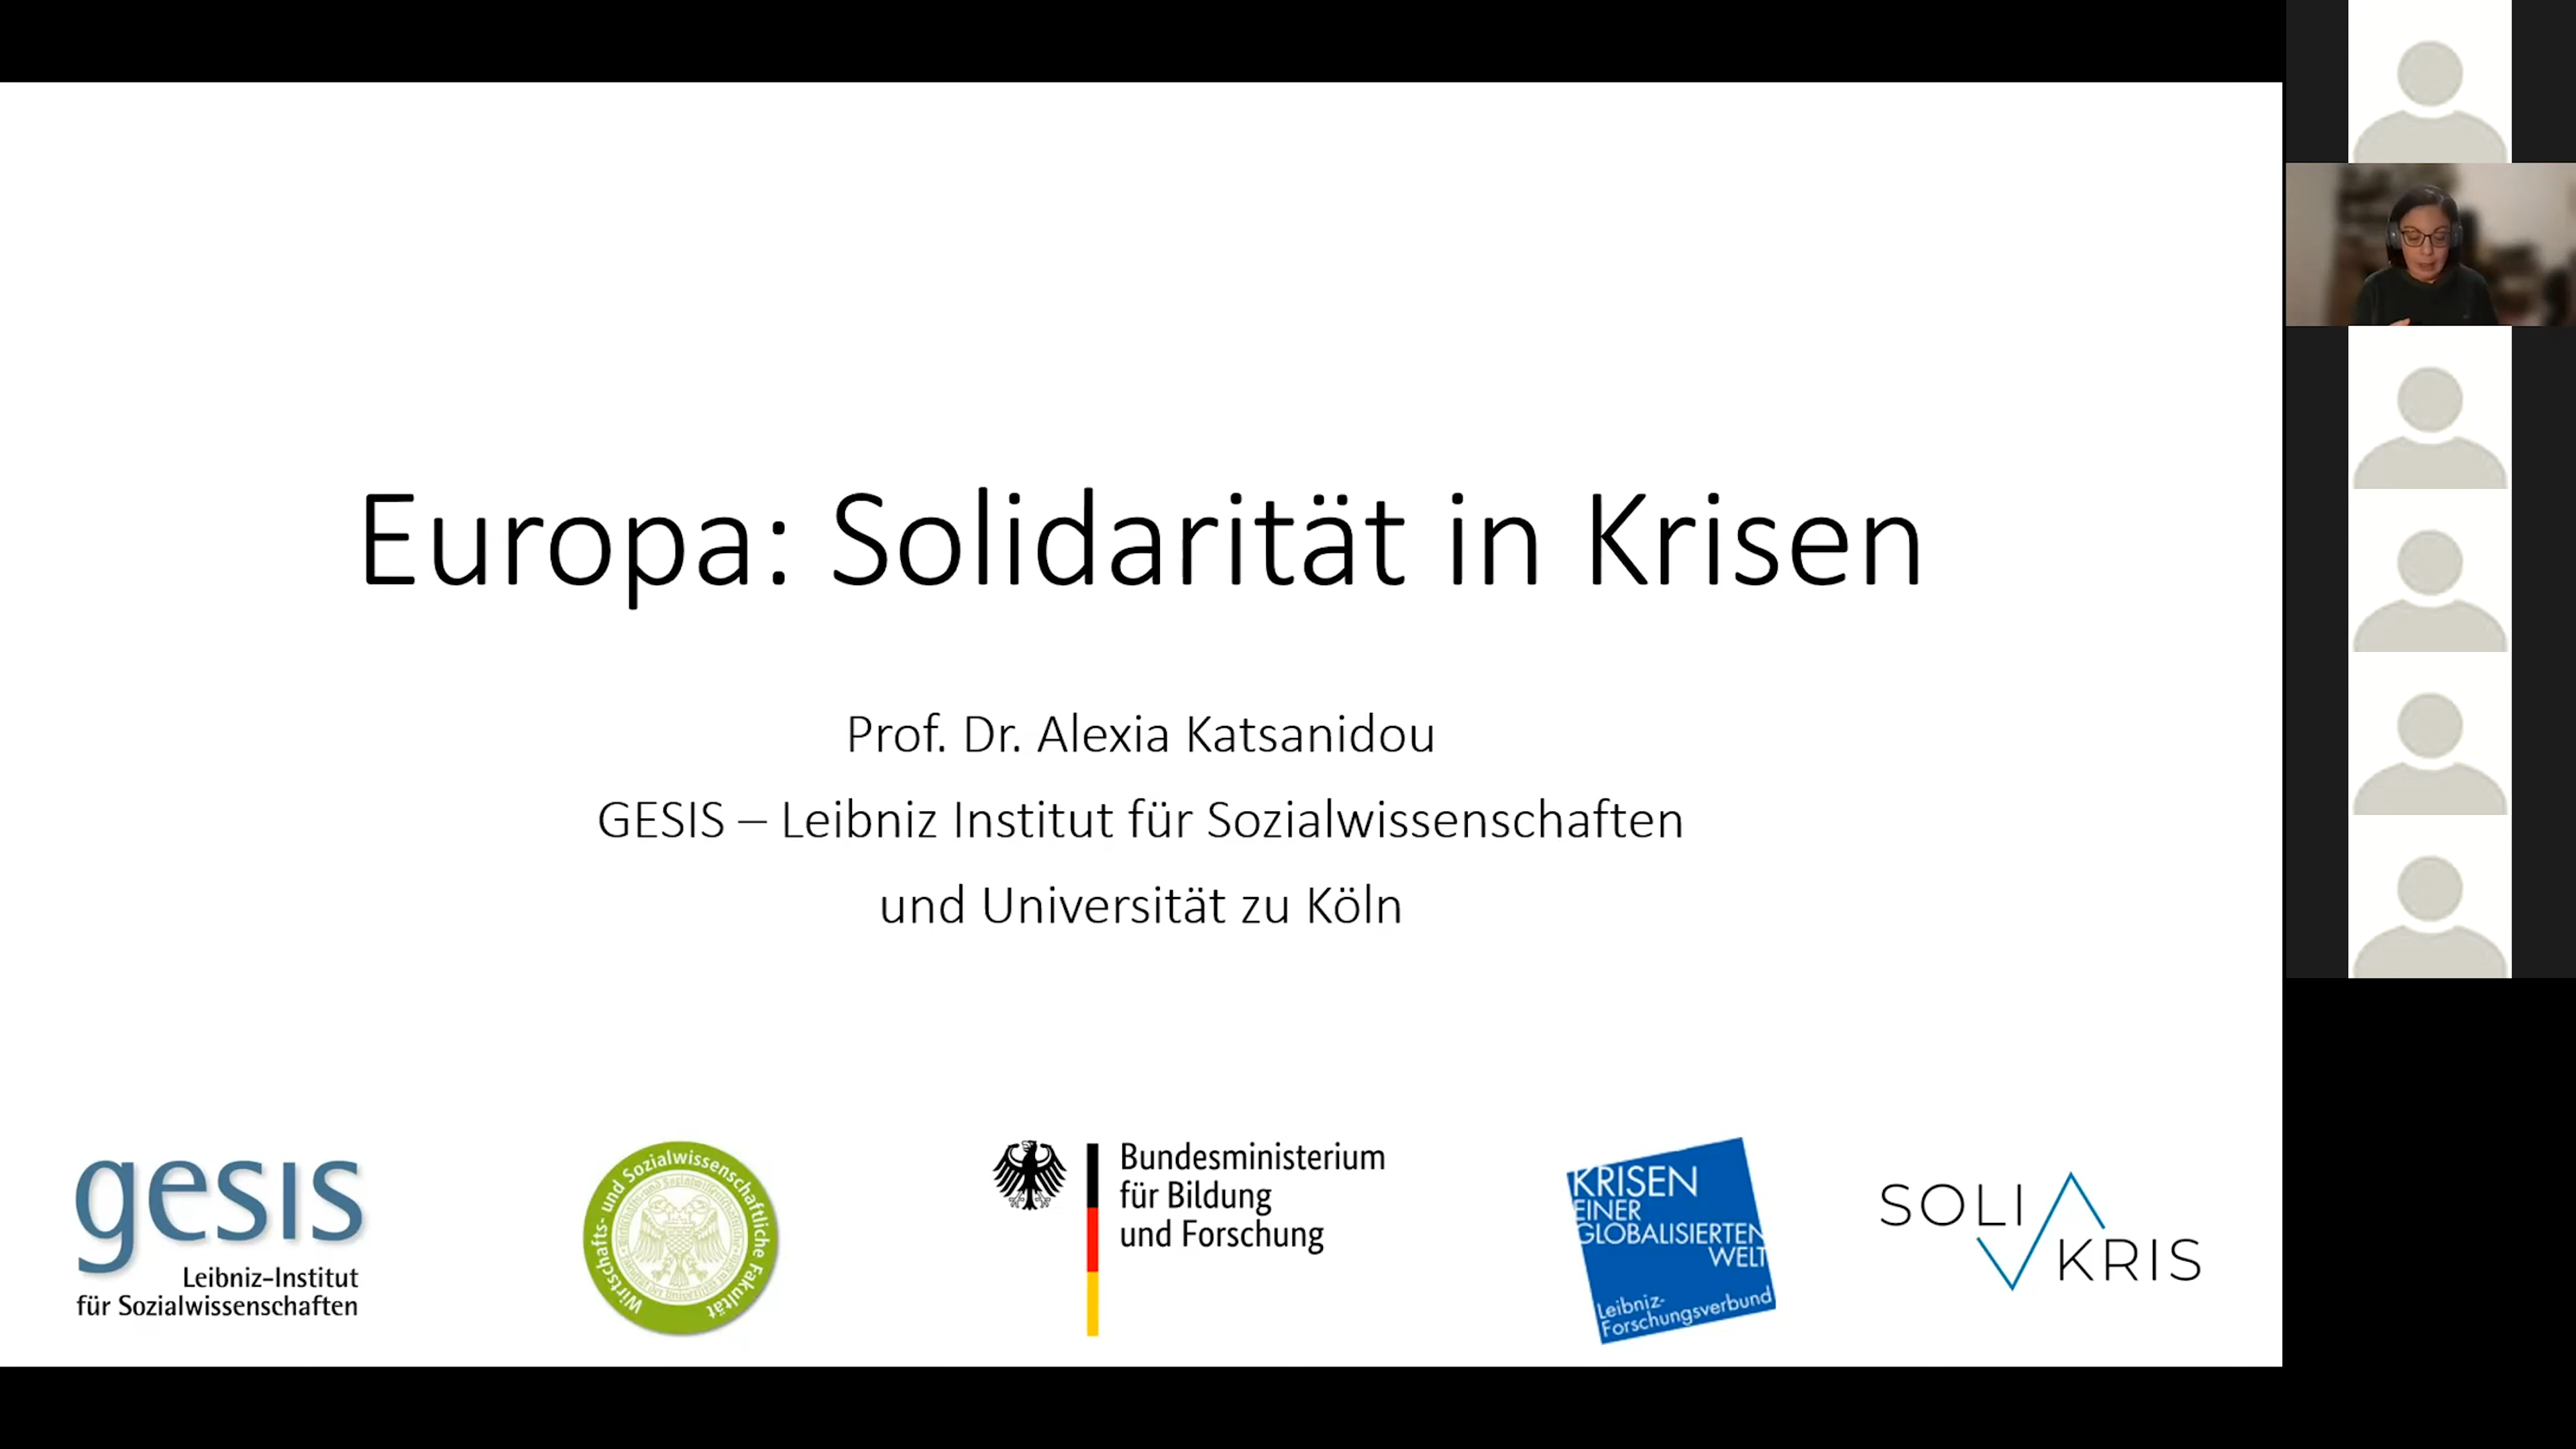 Europa: Solidarität in Krisen
Prof. Dr. Alexia Katsanidou
GESIS – Leibniz Institut für Sozialwissenschaften
und Universität zu Köln
gesis
Leibniz-Institut
für Sozialwissenschaften
Wirtschafts- und Sozialwissenschaftliche Fakultät
Bundesministerium
für Bildung
und Forschung
KRISEN
EINER
GLOBALISIERTEN
WELT
Leibniz-
Forschungsverbund
SOLI
KRIS